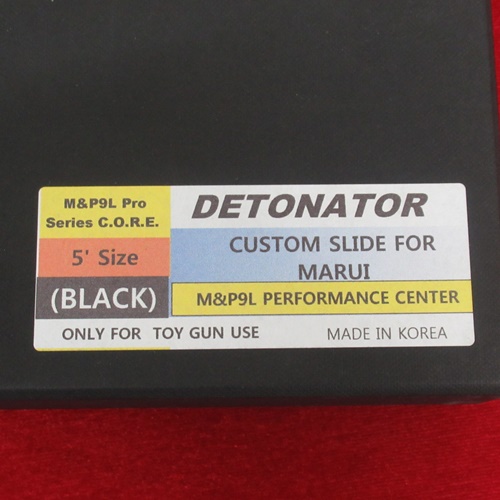 M&P9L Pro
Series C.O.R.E.
DETONATOR
5' Size
CUSTOM SLIDE FOR
MARUI
(BLACK)
M&P9L PERFORMANCE CENTER
ONLY FOR TOY GUN USE
MADE IN KOREA